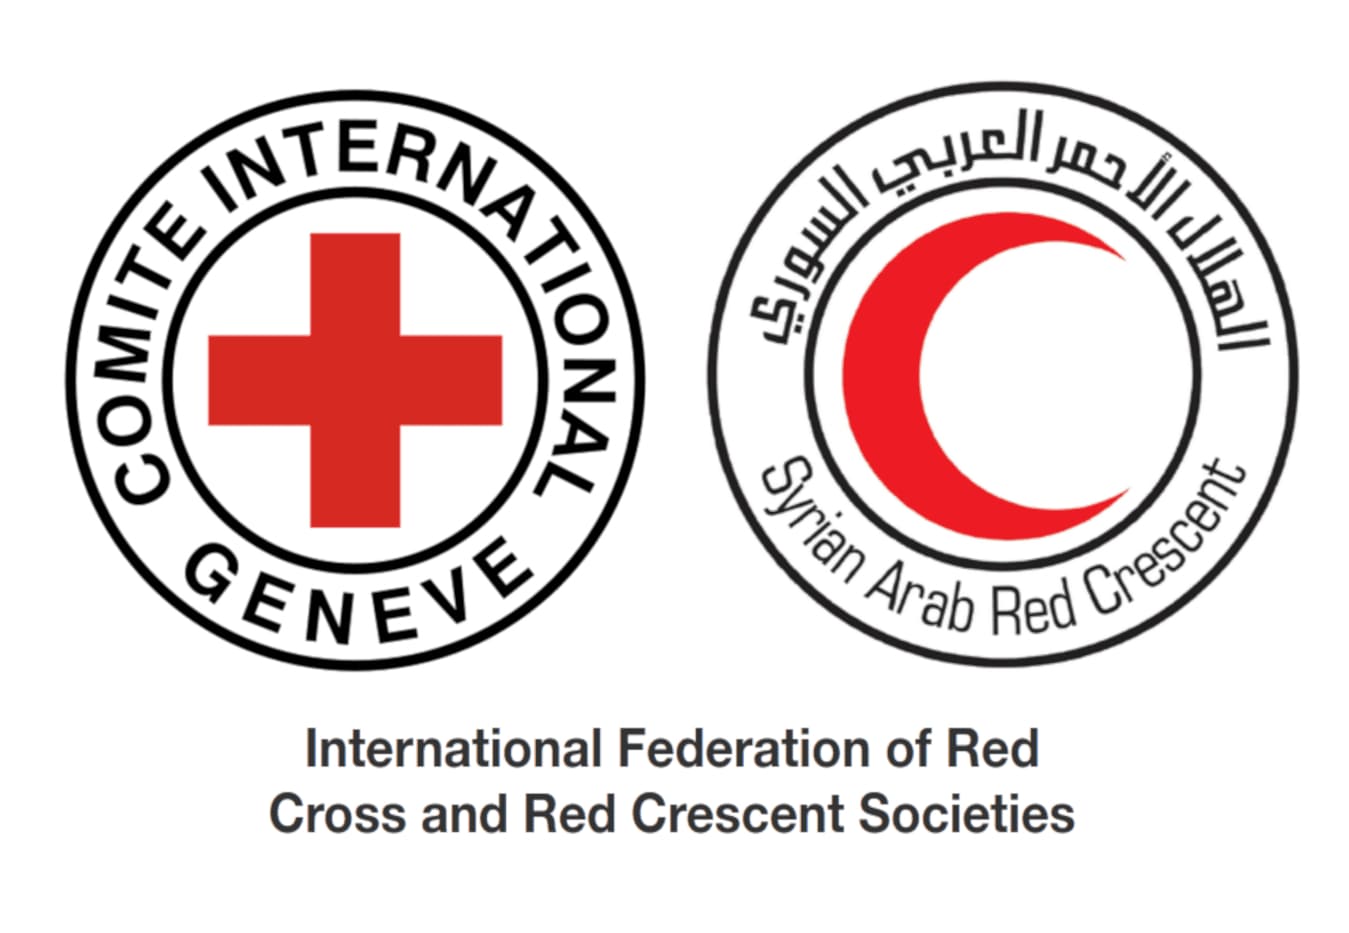 COMITE INTERNATIONAL
GENEVE
الهلال الأحمر العربي السوري
Syrian Arab Red Crescent
International Federation of Red
Cross and Red Crescent Societies